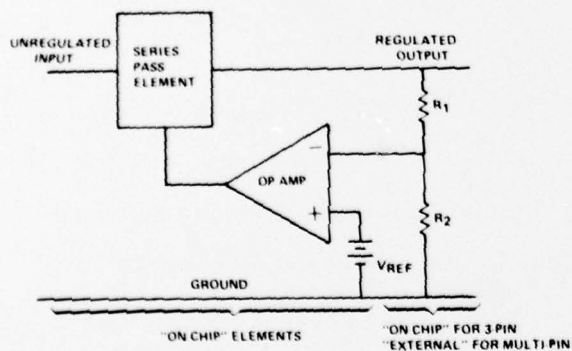 UNREGULATED
INPUT
SERIES
PASS
ELEMENT
REGULATED
OUTPUT
R1
−
OP AMP
+
R2
VREF
GROUND
"ON CHIP" ELEMENTS
"ON CHIP" FOR 3-PIN
"EXTERNAL" FOR MULTI-PIN